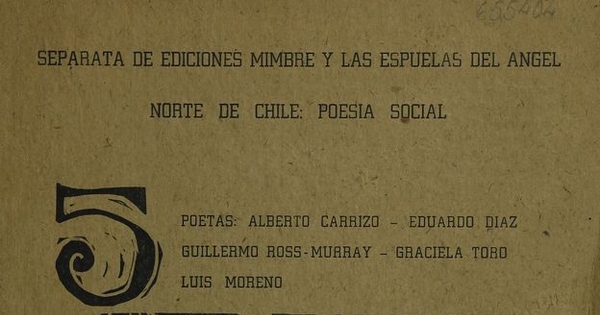 655404
SEPARATA DE EDICIONES MIMBRE Y LAS ESPUELAS DEL ANGEL
NORTE DE CHILE: POESIA SOCIAL
5
POETAS: ALBERTO CARRIZO - EDUARDO DIAZ
GUILLERMO ROSS-MURRAY - GRACIELA TORO
LUIS MORENO